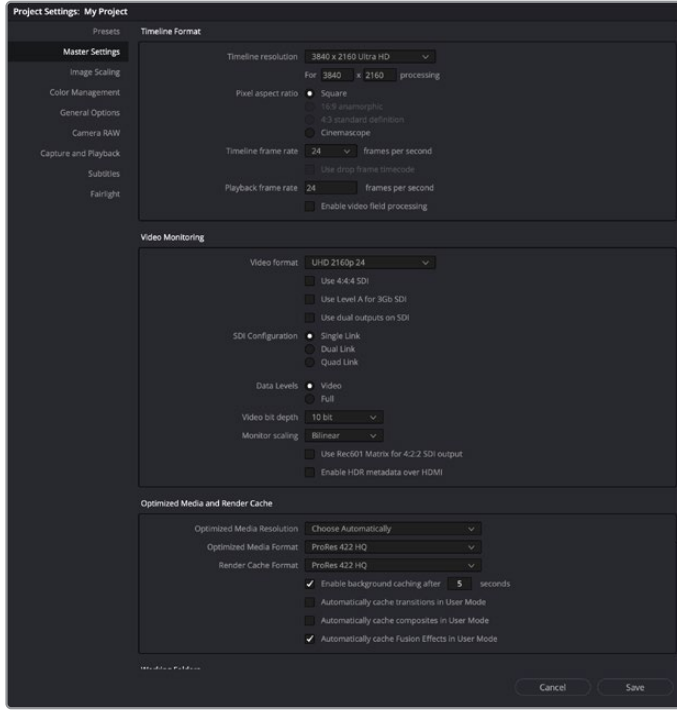 Project Settings: My Project
Presets
Master Settings
Image Scaling
Color Management
General Options
Camera RAW
Capture and Playback
Subtitles
Fairlight
Timeline Format
Timeline resolution 3840 x 2160 Ultra HD
For 3840 x 2160 processing
Pixel aspect ratio Square
16:9 anamorphic
4:3 standard definition
Cinemascope
Timeline frame rate 24 frames per second
Use drop frame timecode
Playback frame rate 24 frames per second
Enable video field processing
Video Monitoring
Video format UHD 2160p 24
Use 4:4:4 SDI
Use Level A for 3Gb SDI
Use dual outputs on SDI
SDI Configuration Single Link
Dual Link
Quad Link
Data Levels Video
Full
Video bit depth 10 bit
Monitor scaling Bilinear
Use Rec601 Matrix for 4:2:2 SDI output
Enable HDR metadata over HDMI
Optimized Media and Render Cache
Optimized Media Resolution Choose Automatically
Optimized Media Format ProRes 422 HQ
Render Cache Format ProRes 422 HQ
Enable background caching after 5 seconds
Automatically cache transitions in User Mode
Automatically cache composites in User Mode
Automatically cache Fusion Effects in User Mode
Working Folders
Cancel Save